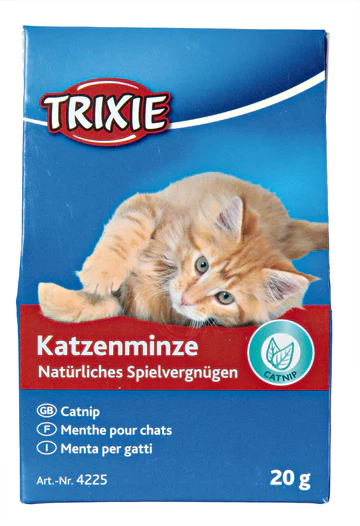 TRIXIE
Katzenminze
Natürliches Spielvergnügen
CATNIP
GB Catnip
F Menthe pour chats
I Menta per gatti
Art.-Nr. 4225
20 g